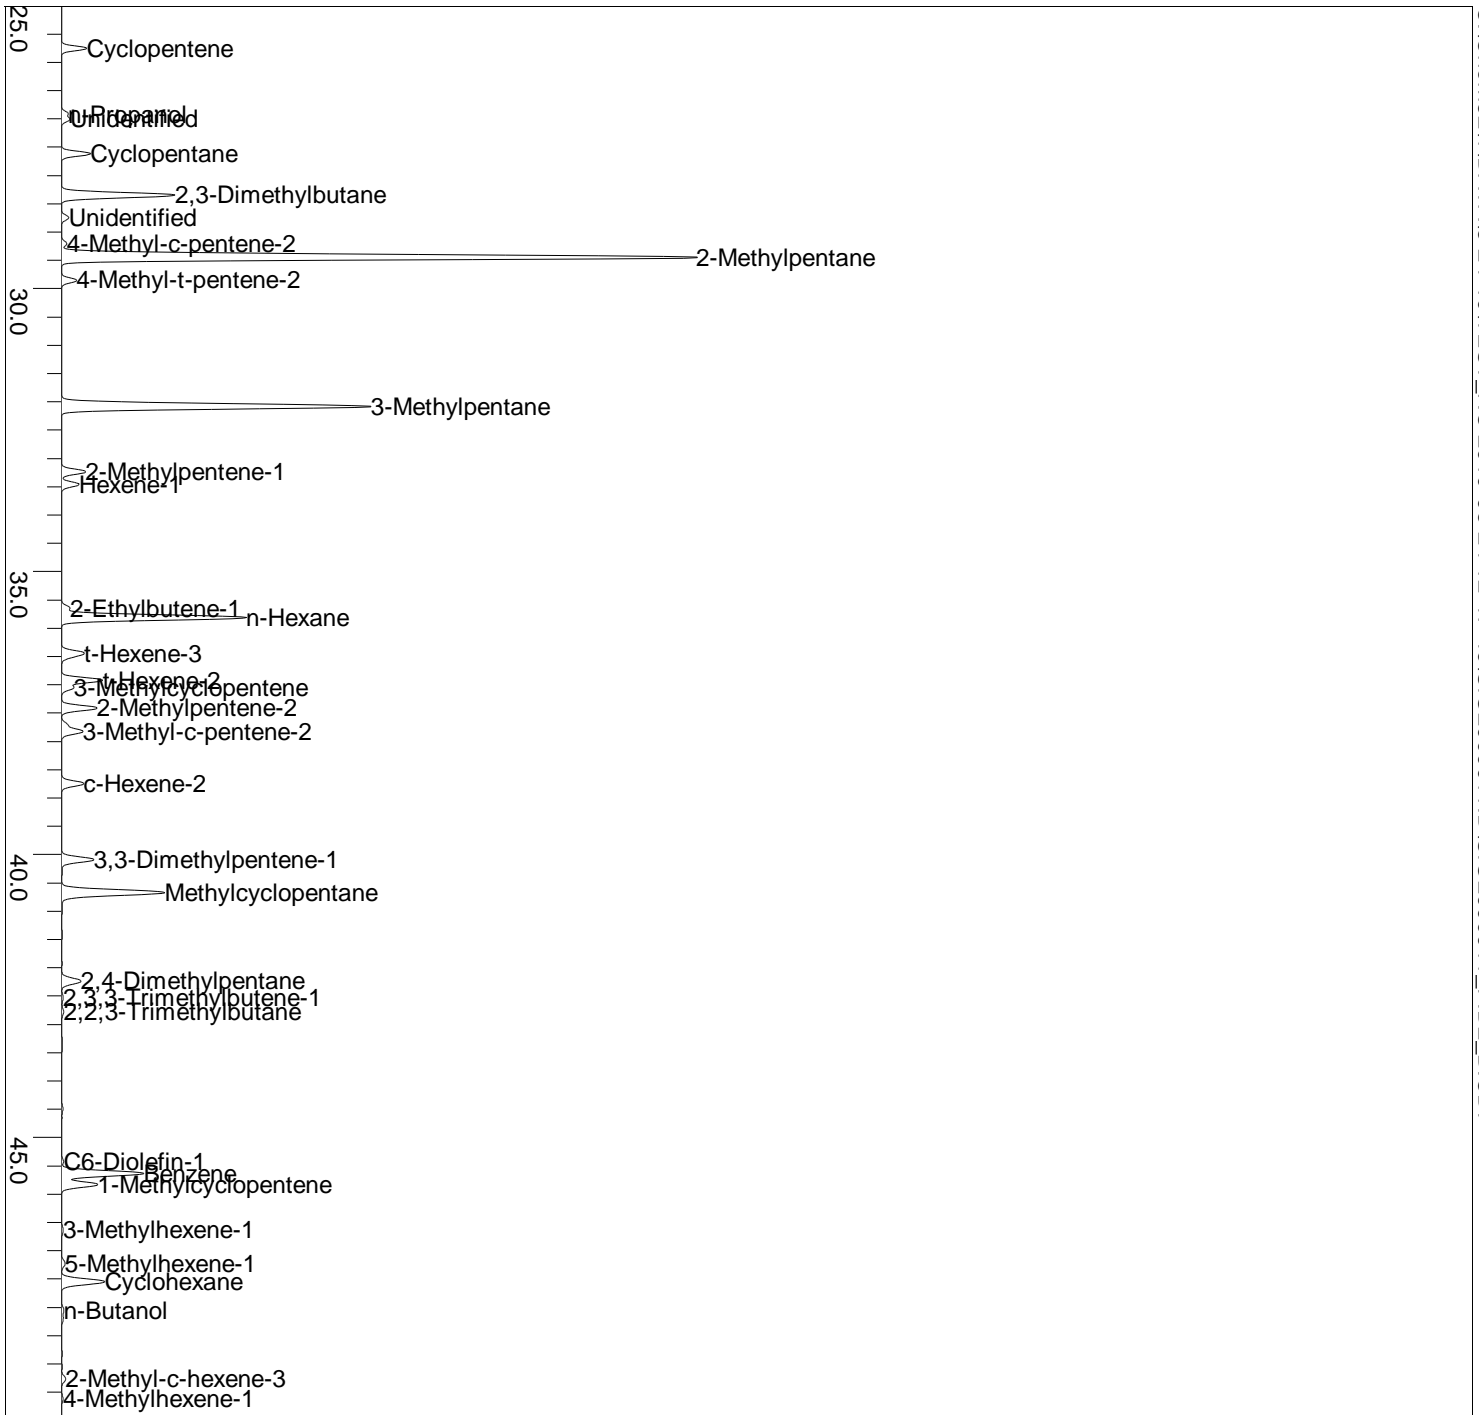 25.0
Cyclopentene
n-Propanol
Unidentified
Cyclopentane
2,3-Dimethylbutane
Unidentified
4-Methyl-c-pentene-2
2-Methylpentane
4-Methyl-t-pentene-2
30.0
3-Methylpentane
2-Methylpentene-1
Hexene-1
35.0
2-Ethylbutene-1
n-Hexane
t-Hexene-3
t-Hexene-2
3-Methylcyclopentene
2-Methylpentene-2
3-Methyl-c-pentene-2
c-Hexene-2
40.0
3,3-Dimethylpentene-1
Methylcyclopentane
2,4-Dimethylpentane
2,3,3-Trimethylbutene-1
2,2,3-Trimethylbutane
45.0
C6-Diolefin-1
Benzene
1-Methylcyclopentene
3-Methylhexene-1
5-Methylhexene-1
Cyclohexane
n-Butanol
2-Methyl-c-hexene-3
4-Methylhexene-1